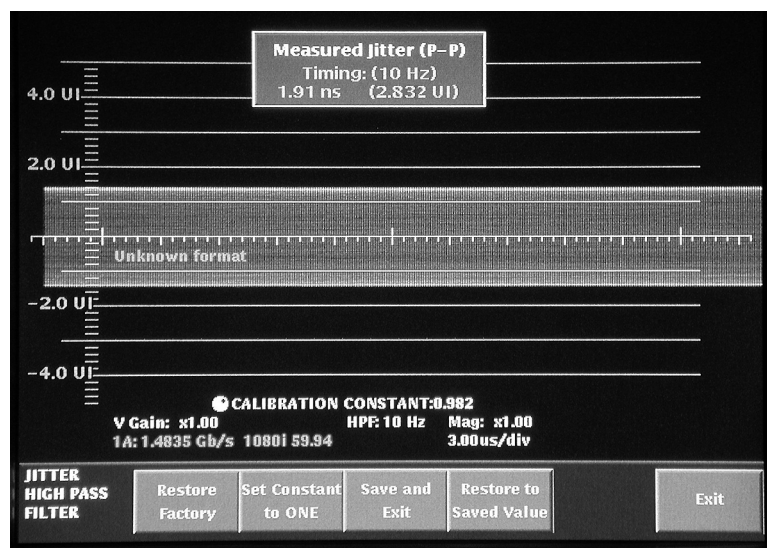 Measured Jitter (P-P)
Timing: (10 Hz)
1.91 ns (2.832 UI)
4.0 UI
2.0 UI
Unknown format
-2.0 UI
-4.0 UI
CALIBRATION CONSTANT:0.982
V Gain: x1.00 HPF: 10 Hz Mag: x1.00
1A: 1.4835 Gb/s 1080i 59.94 3.00us/div
JITTER
HIGH PASS
FILTER
Restore
Factory
Set Constant
to ONE
Save and
Exit
Restore to
Saved Value
Exit